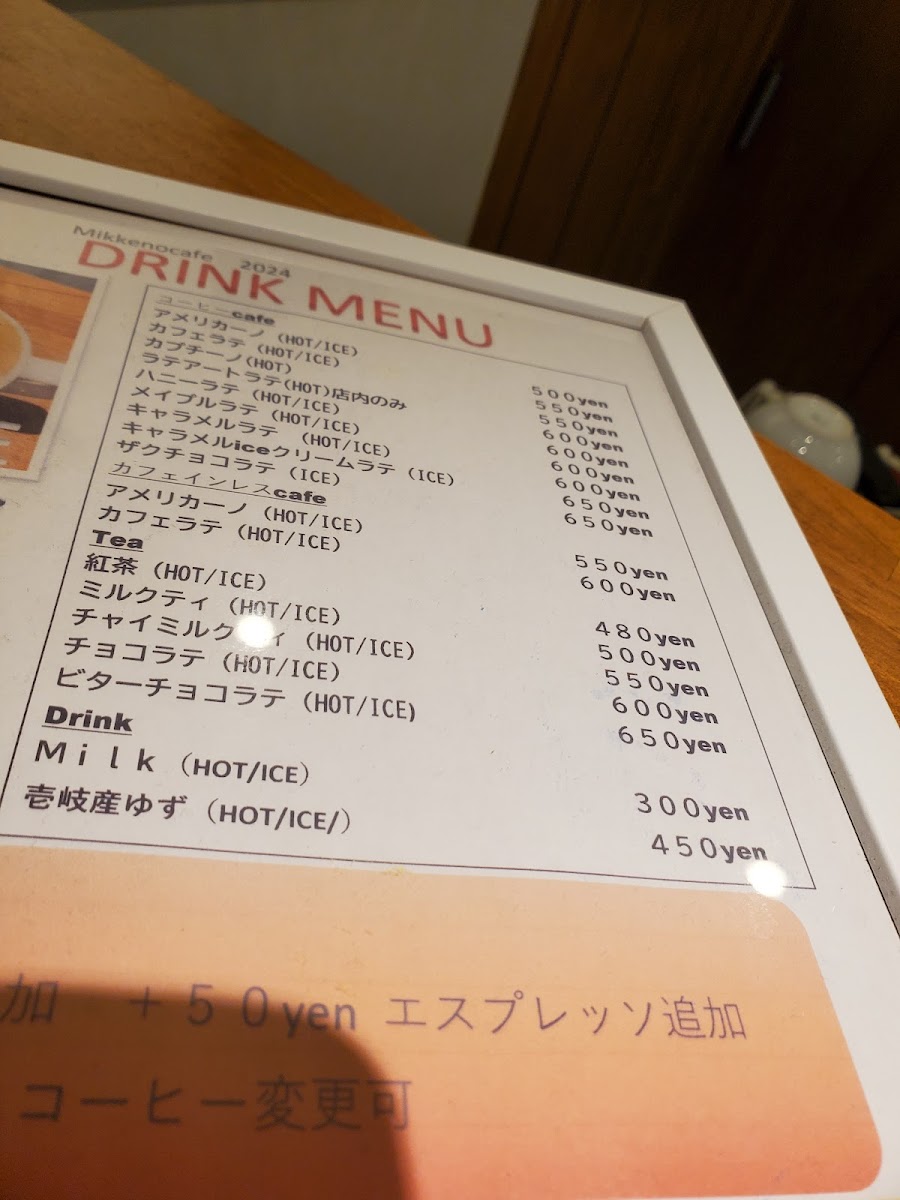 Mikkenocafe 2024
DRINK MENU
コーヒーcafe
アメリカーノ (HOT/ICE) 500yen
カフェラテ (HOT/ICE) 550yen
カプチーノ(HOT) 550yen
ラテアートラテ(HOT)店内のみ 600yen
ハニーラテ (HOT/ICE) 600yen
メイプルラテ (HOT/ICE) 600yen
キャラメルラテ (HOT/ICE) 600yen
キャラメルiceクリームラテ (ICE) 650yen
ザクチョコラテ (ICE) 650yen
カフェインレスcafe
アメリカーノ (HOT/ICE) 550yen
カフェラテ (HOT/ICE) 600yen
Tea
紅茶 (HOT/ICE) 480yen
ミルクティ (HOT/ICE) 500yen
チャイミルクティ (HOT/ICE) 550yen
チョコラテ (HOT/ICE) 600yen
ビターチョコラテ (HOT/ICE) 650yen
Drink
Milk (HOT/ICE) 300yen
壱岐産ゆず (HOT/ICE/) 450yen
加 +50yen エスプレッソ追加
コーヒー変更可